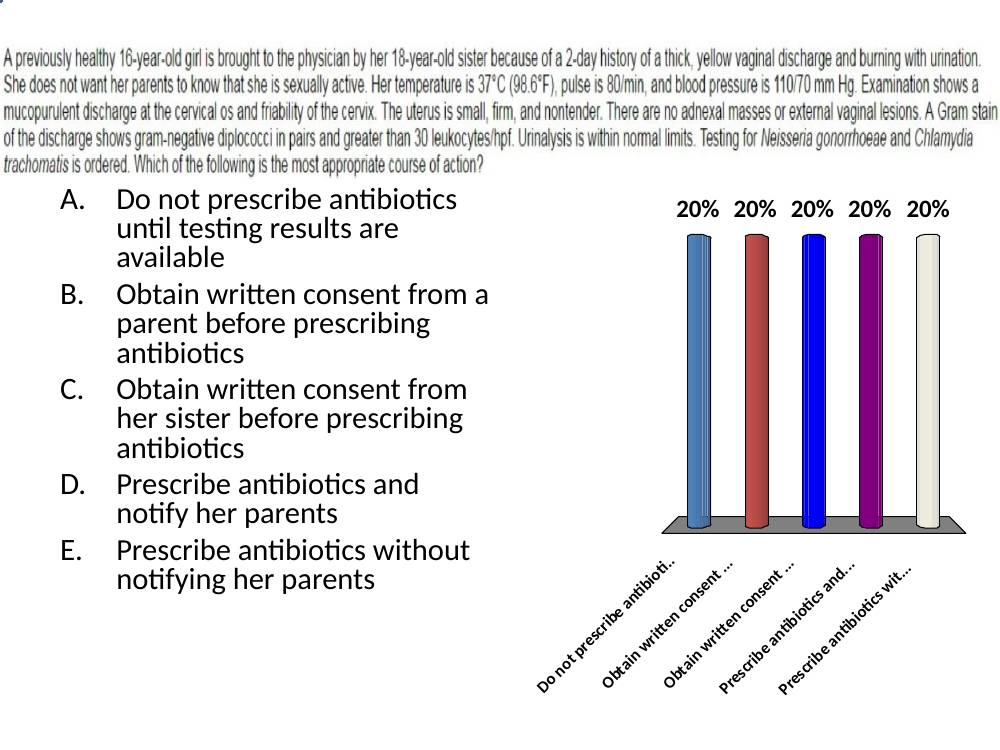 A previously healthy 16-year-old girl is brought to the physician by her 18-year-old sister because of a 2-day history of a thick, yellow vaginal discharge and burning with urination.
She does not want her parents to know that she is sexually active. Her temperature is 37°C (98.6°F), pulse is 80/min, and blood pressure is 110/70 mm Hg. Examination shows a
mucopurulent discharge at the cervical os and friability of the cervix. The uterus is small, firm, and nontender. There are no adnexal masses or external vaginal lesions. A Gram stain
of the discharge shows gram-negative diplococci in pairs and greater than 30 leukocytes/hpf. Urinalysis is within normal limits. Testing for Neisseria gonorrhoeae and Chlamydia
trachomatis is ordered. Which of the following is the most appropriate course of action?
A. Do not prescribe antibiotics
until testing results are
available
B. Obtain written consent from a
parent before prescribing
antibiotics
C. Obtain written consent from
her sister before prescribing
antibiotics
D. Prescribe antibiotics and
notify her parents
E. Prescribe antibiotics without
notifying her parents
20% 20% 20% 20% 20%
Do not prescribe antibioti..
Obtain written consent ...
Obtain written consent ...
Prescribe antibiotics and...
Prescribe antibiotics wit...